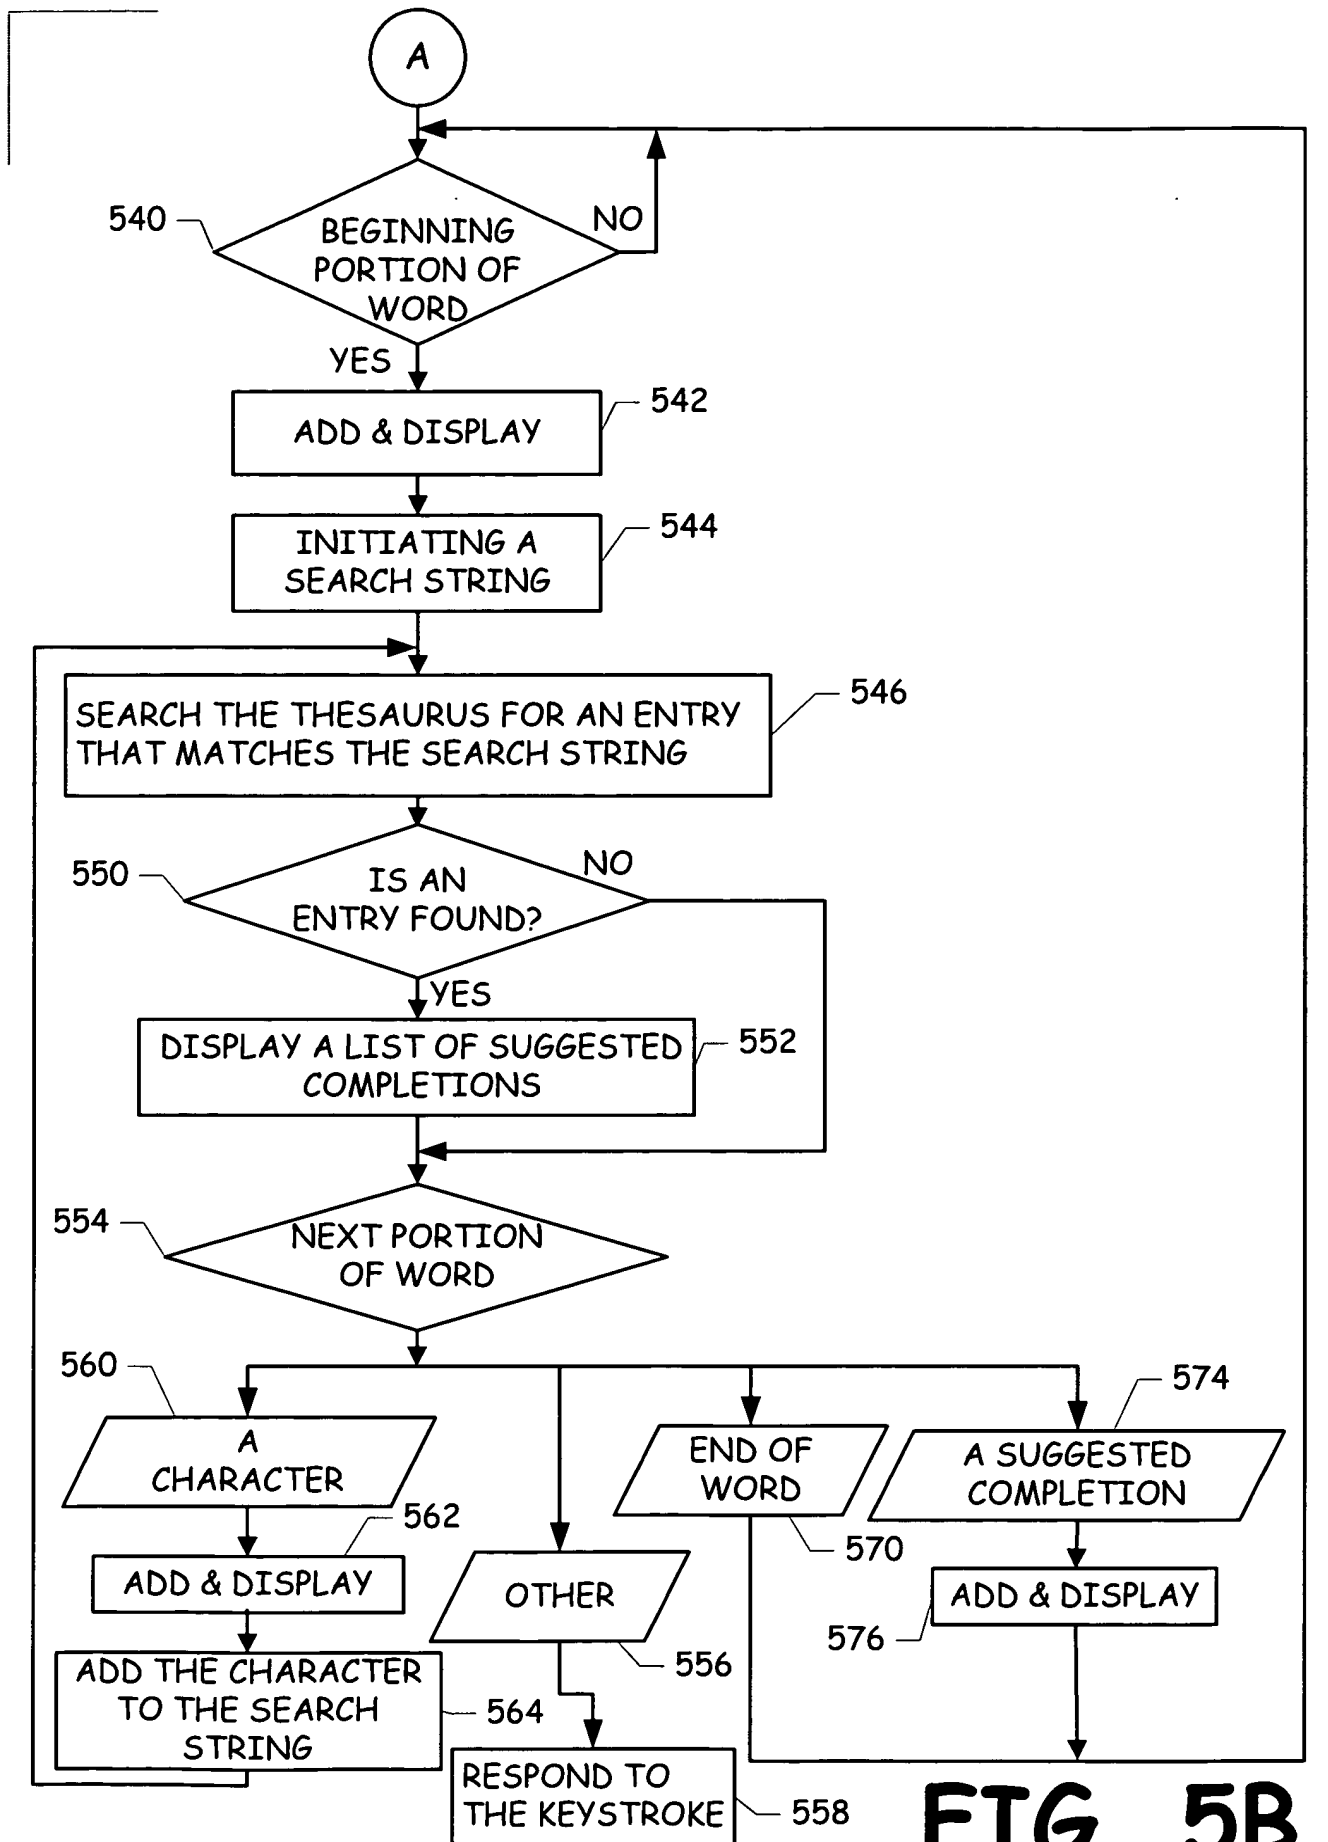 A
540
NO
BEGINNING
PORTION OF
WORD
YES
542
ADD & DISPLAY
544
INITIATING A
SEARCH STRING
546
SEARCH THE THESAURUS FOR AN ENTRY
THAT MATCHES THE SEARCH STRING
550
NO
IS AN
ENTRY FOUND?
YES
552
DISPLAY A LIST OF SUGGESTED
COMPLETIONS
554
NEXT PORTION
OF WORD
560
574
A
CHARACTER
END OF
WORD
A SUGGESTED
COMPLETION
562
570
ADD & DISPLAY
OTHER
ADD & DISPLAY
576
556
ADD THE CHARACTER
TO THE SEARCH
STRING
564
RESPOND TO
THE KEYSTROKE
558
FIG. 5B